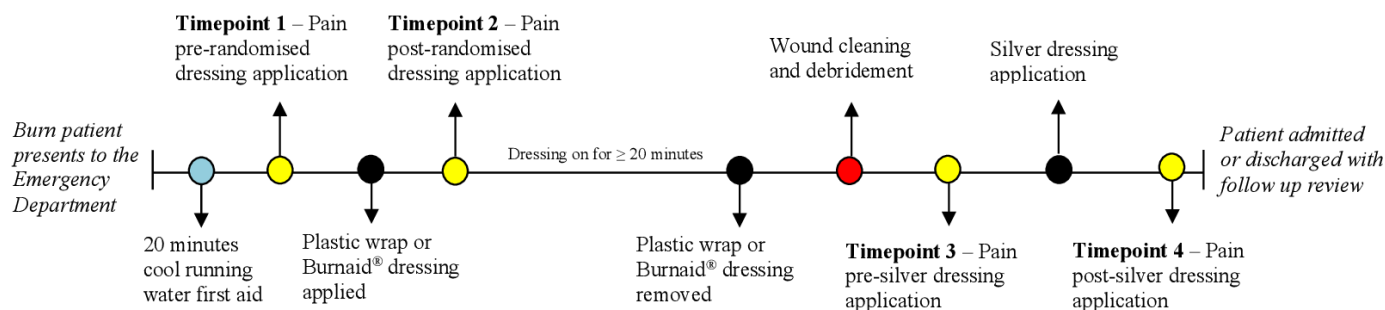 Burn patient
presents to the
Emergency
Department
20 minutes
cool running
water first aid
Timepoint 1 – Pain
pre-randomised
dressing application
Plastic wrap or
Burnaid® dressing
applied
Timepoint 2 – Pain
post-randomised
dressing application
Dressing on for ≥ 20 minutes
Plastic wrap or
Burnaid® dressing
removed
Wound cleaning
and debridement
Timepoint 3 – Pain
pre-silver dressing
application
Silver dressing
application
Timepoint 4 – Pain
post-silver dressing
application
Patient admitted
or discharged with
follow up review